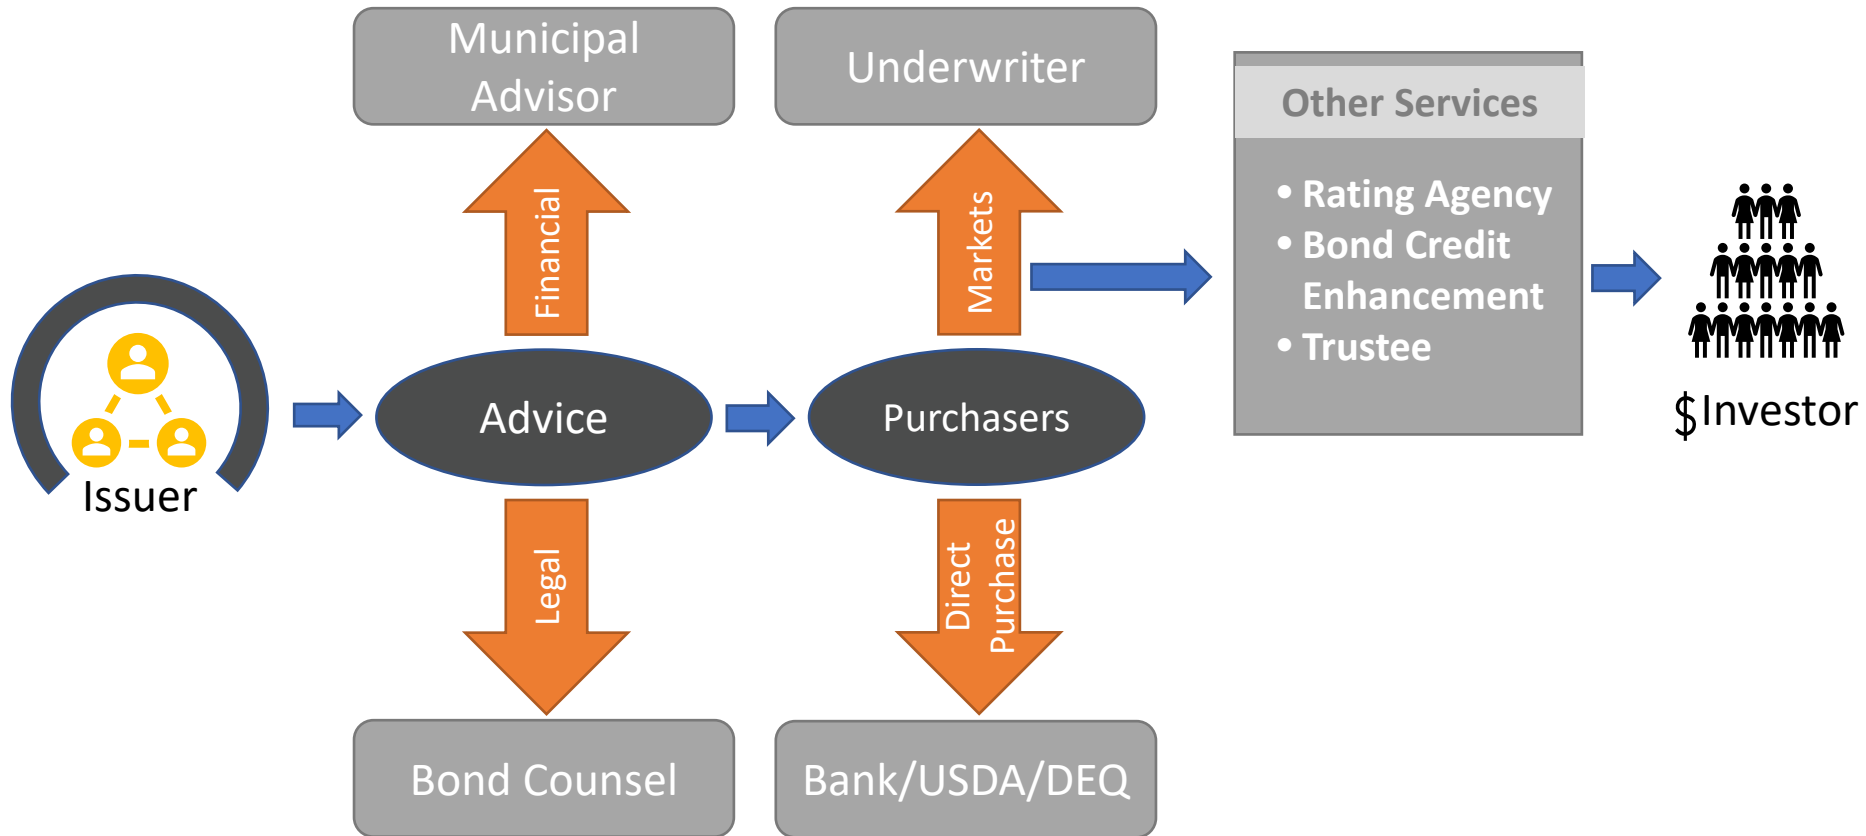 Municipal
Advisor
Underwriter
Other Services
• Rating Agency
• Bond Credit
Enhancement
• Trustee
Financial
Markets
Issuer
Advice
Purchasers
$Investor
Legal
Direct
Purchase
Bond Counsel
Bank/USDA/DEQ